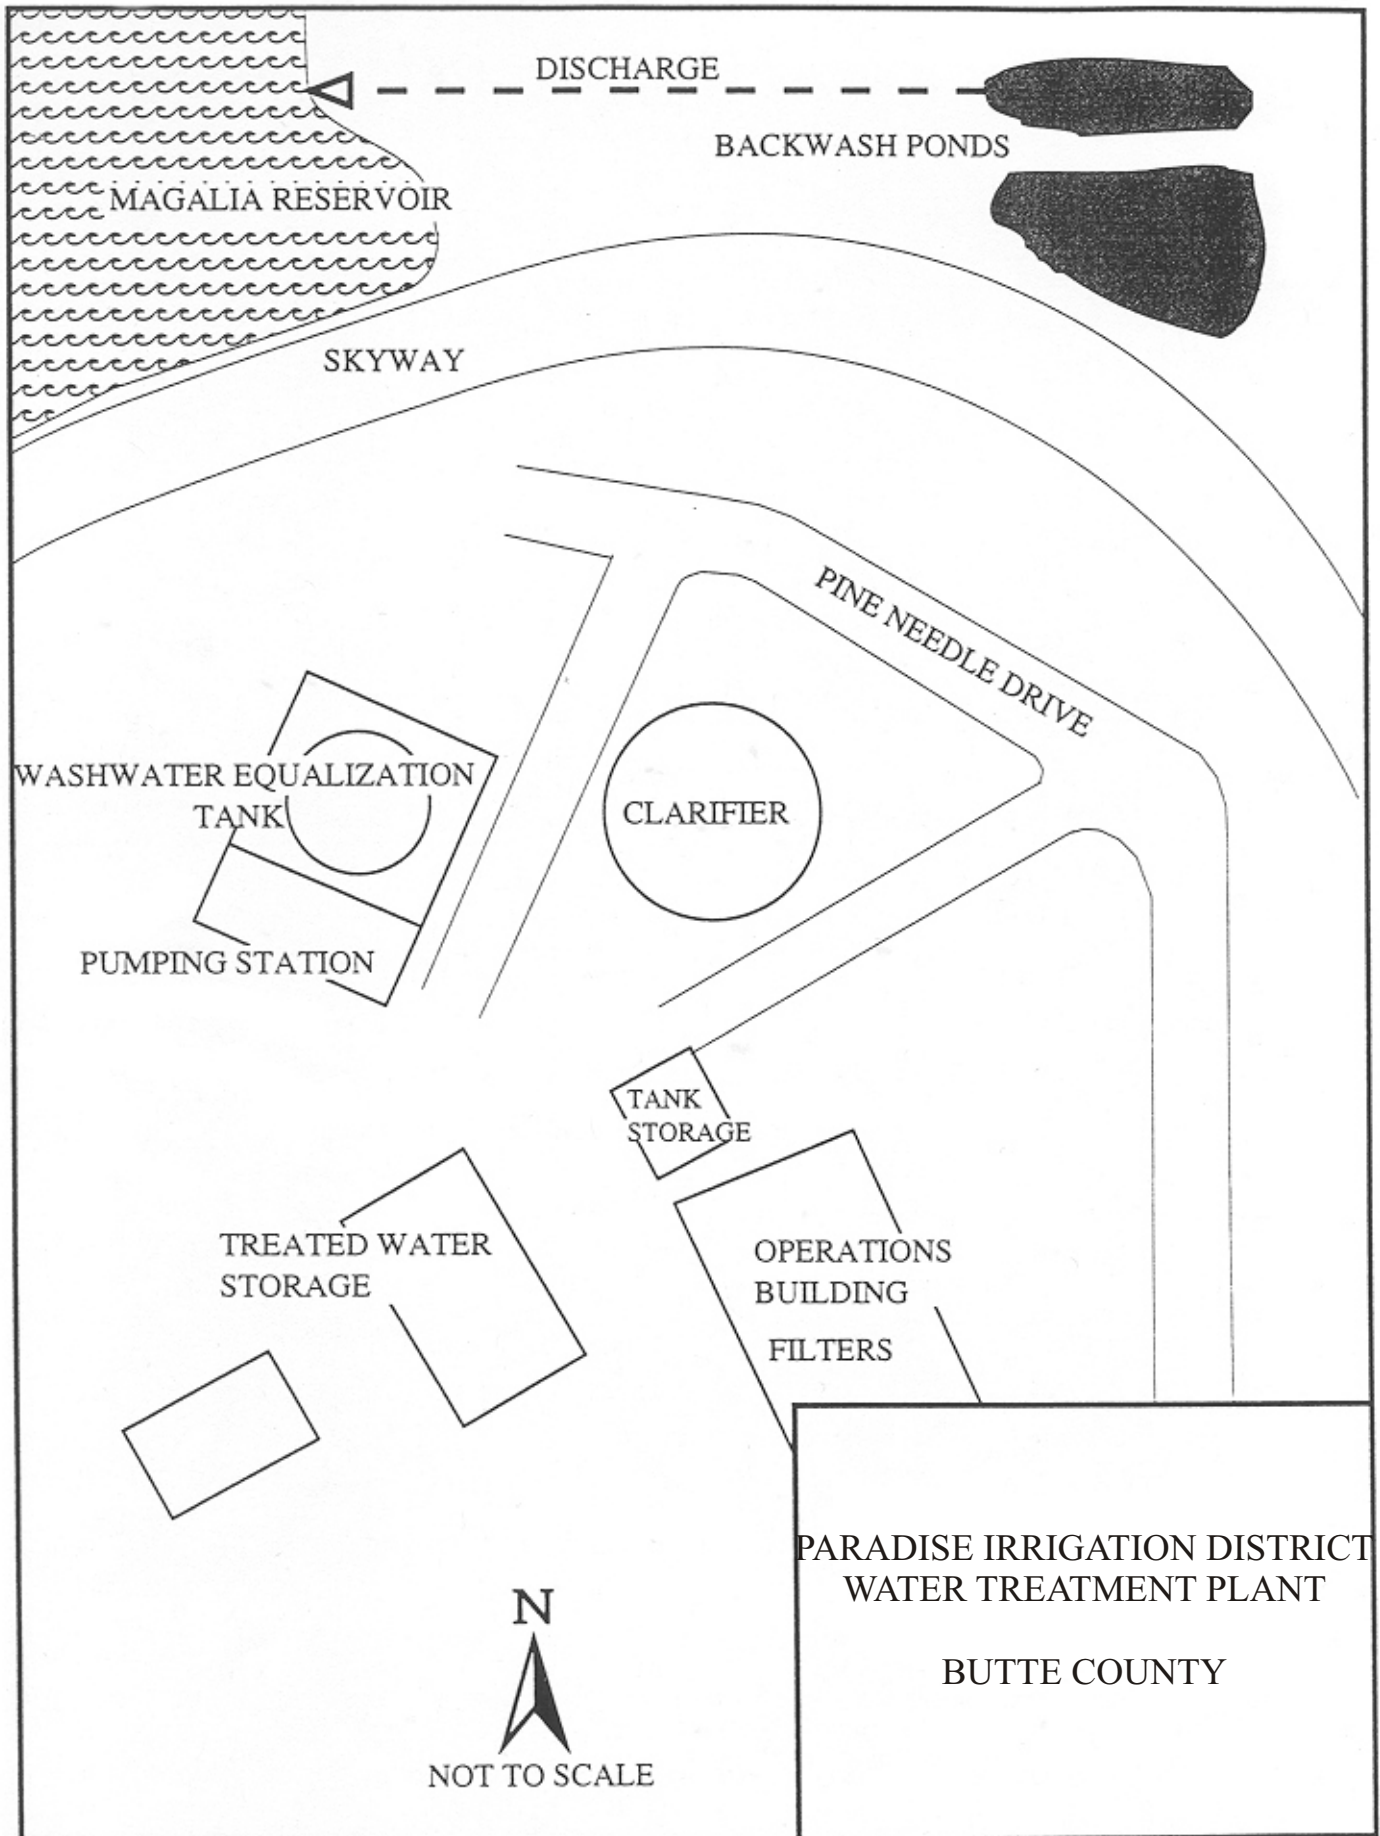 DISCHARGE
BACKWASH PONDS
MAGALIA RESERVOIR
SKYWAY
PINE NEEDLE DRIVE
WASHWATER EQUALIZATION
TANK
CLARIFIER
PUMPING STATION
TANK
STORAGE
TREATED WATER
STORAGE
OPERATIONS
BUILDING
FILTERS
PARADISE IRRIGATION DISTRICT
WATER TREATMENT PLANT
BUTTE COUNTY
N
NOT TO SCALE